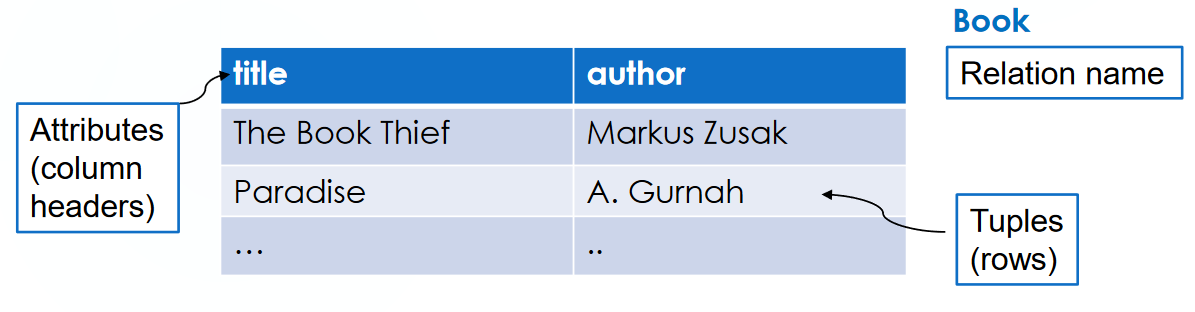 Book
Relation name
title author
Attributes
(column
headers)
The Book Thief Markus Zusak
Paradise A. Gurnah
… ..
Tuples
(rows)